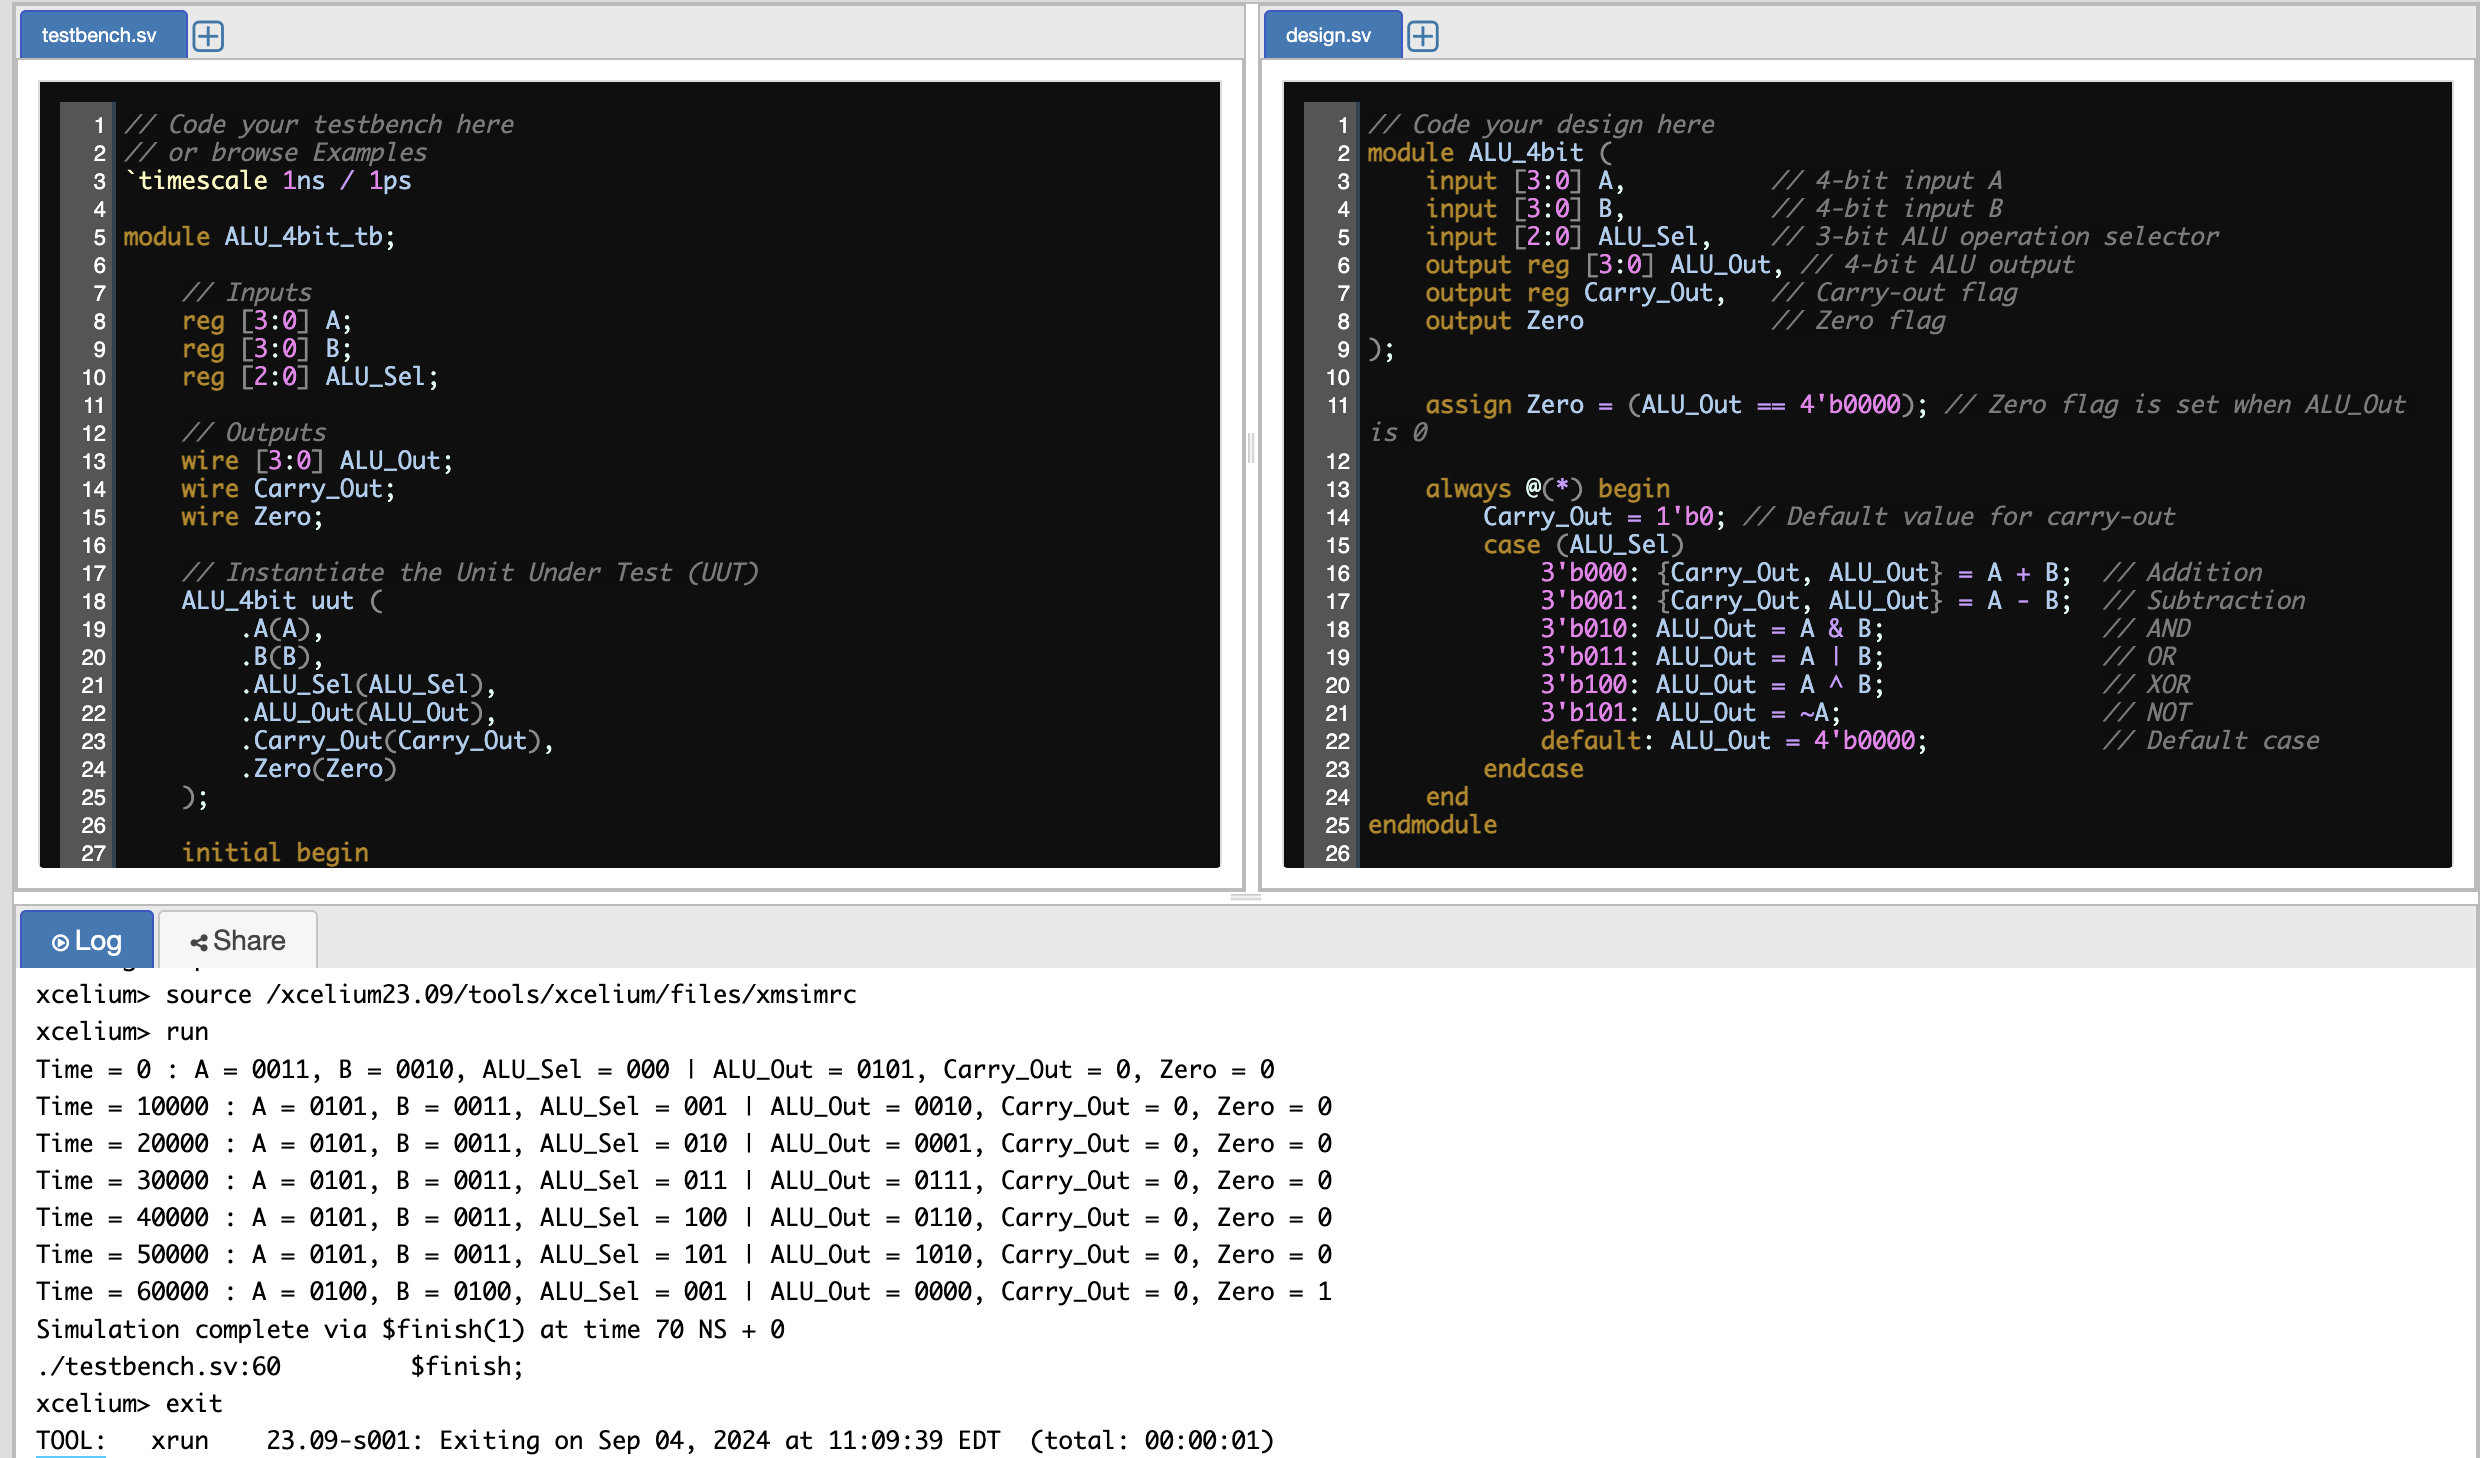 testbench.sv
1 // Code your testbench here
2 // or browse Examples
3 `timescale 1ns / 1ps
4
5 module ALU_4bit_tb;
6
7     // Inputs
8     reg [3:0] A;
9     reg [3:0] B;
10     reg [2:0] ALU_Sel;
11
12     // Outputs
13     wire [3:0] ALU_Out;
14     wire Carry_Out;
15     wire Zero;
16
17     // Instantiate the Unit Under Test (UUT)
18     ALU_4bit uut (
19         .A(A),
20         .B(B),
21         .ALU_Sel(ALU_Sel),
22         .ALU_Out(ALU_Out),
23         .Carry_Out(Carry_Out),
24         .Zero(Zero)
25     );
26
27     initial begin
design.sv
1 // Code your design here
2 module ALU_4bit (
3     input [3:0] A,          // 4-bit input A
4     input [3:0] B,          // 4-bit input B
5     input [2:0] ALU_Sel,    // 3-bit ALU operation selector
6     output reg [3:0] ALU_Out, // 4-bit ALU output
7     output reg Carry_Out,   // Carry-out flag
8     output Zero             // Zero flag
9 );
10
11     assign Zero = (ALU_Out == 4'b0000); // Zero flag is set when ALU_Out
is 0
12
13     always @(*) begin
14         Carry_Out = 1'b0; // Default value for carry-out
15         case (ALU_Sel)
16             3'b000: {Carry_Out, ALU_Out} = A + B;  // Addition
17             3'b001: {Carry_Out, ALU_Out} = A - B;  // Subtraction
18             3'b010: ALU_Out = A & B;               // AND
19             3'b011: ALU_Out = A | B;               // OR
20             3'b100: ALU_Out = A ^ B;               // XOR
21             3'b101: ALU_Out = ~A;                  // NOT
22             default: ALU_Out = 4'b0000;            // Default case
23         endcase
24     end
25 endmodule
26
Log
Share
xcelium> source /xcelium23.09/tools/xcelium/files/xmsimrc
xcelium> run
Time = 0 : A = 0011, B = 0010, ALU_Sel = 000 | ALU_Out = 0101, Carry_Out = 0, Zero = 0
Time = 10000 : A = 0101, B = 0011, ALU_Sel = 001 | ALU_Out = 0010, Carry_Out = 0, Zero = 0
Time = 20000 : A = 0101, B = 0011, ALU_Sel = 010 | ALU_Out = 0001, Carry_Out = 0, Zero = 0
Time = 30000 : A = 0101, B = 0011, ALU_Sel = 011 | ALU_Out = 0111, Carry_Out = 0, Zero = 0
Time = 40000 : A = 0101, B = 0011, ALU_Sel = 100 | ALU_Out = 0110, Carry_Out = 0, Zero = 0
Time = 50000 : A = 0101, B = 0011, ALU_Sel = 101 | ALU_Out = 1010, Carry_Out = 0, Zero = 0
Time = 60000 : A = 0100, B = 0100, ALU_Sel = 001 | ALU_Out = 0000, Carry_Out = 0, Zero = 1
Simulation complete via $finish(1) at time 70 NS + 0
./testbench.sv:60         $finish;
xcelium> exit
TOOL:   xrun    23.09-s001: Exiting on Sep 04, 2024 at 11:09:39 EDT  (total: 00:00:01)